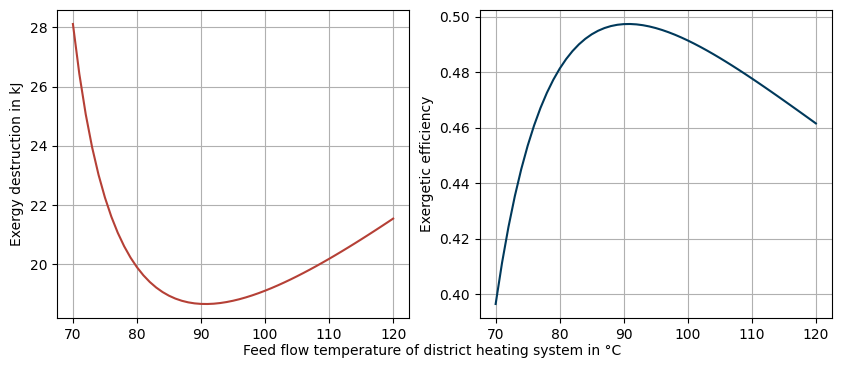 Exergy destruction in kJ
28
26
24
22
20
70 80 90 100 110 120
Exergetic efficiency
0.50
0.48
0.46
0.44
0.42
0.40
70 80 90 100 110 120
Feed flow temperature of district heating system in °C